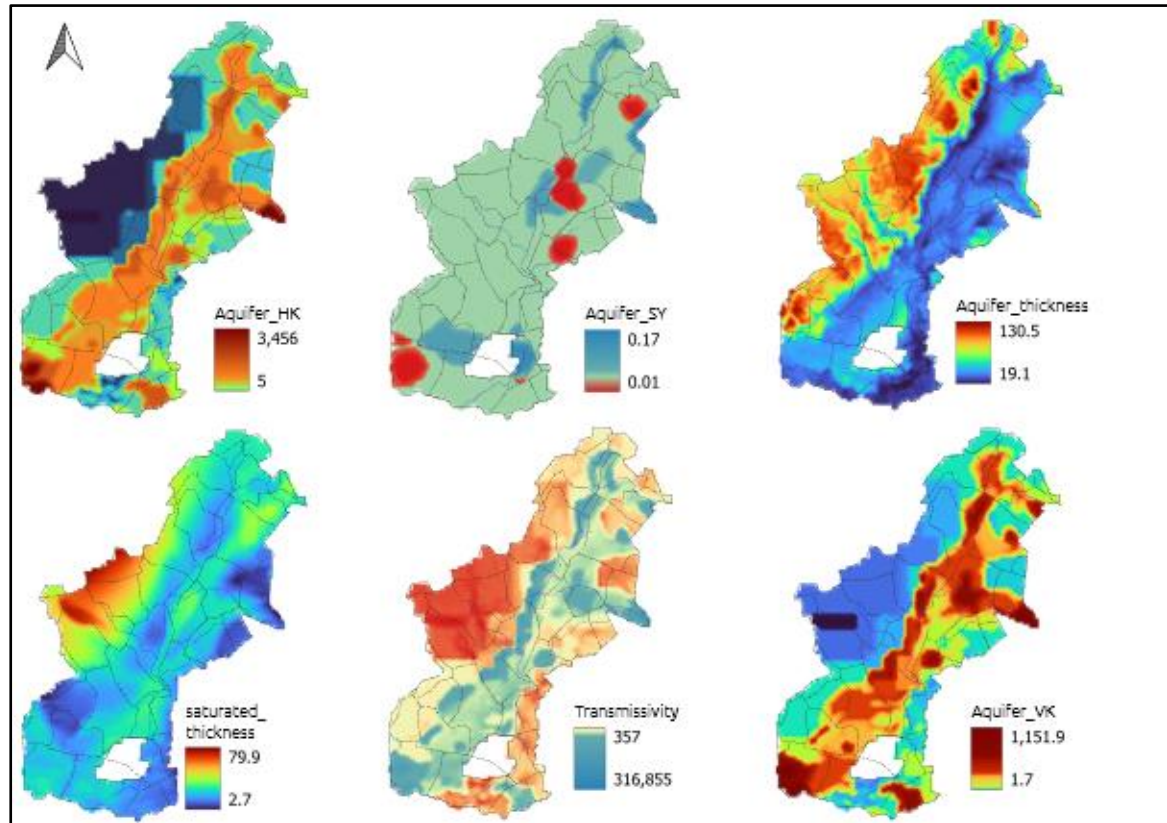 Aquifer_HK
3,456
5
Aquifer_SY
0.17
0.01
Aquifer_thickness
130.5
19.1
saturated_
thickness
79.9
2.7
Transmissivity
357
316,855
Aquifer_VK
1,151.9
1.7